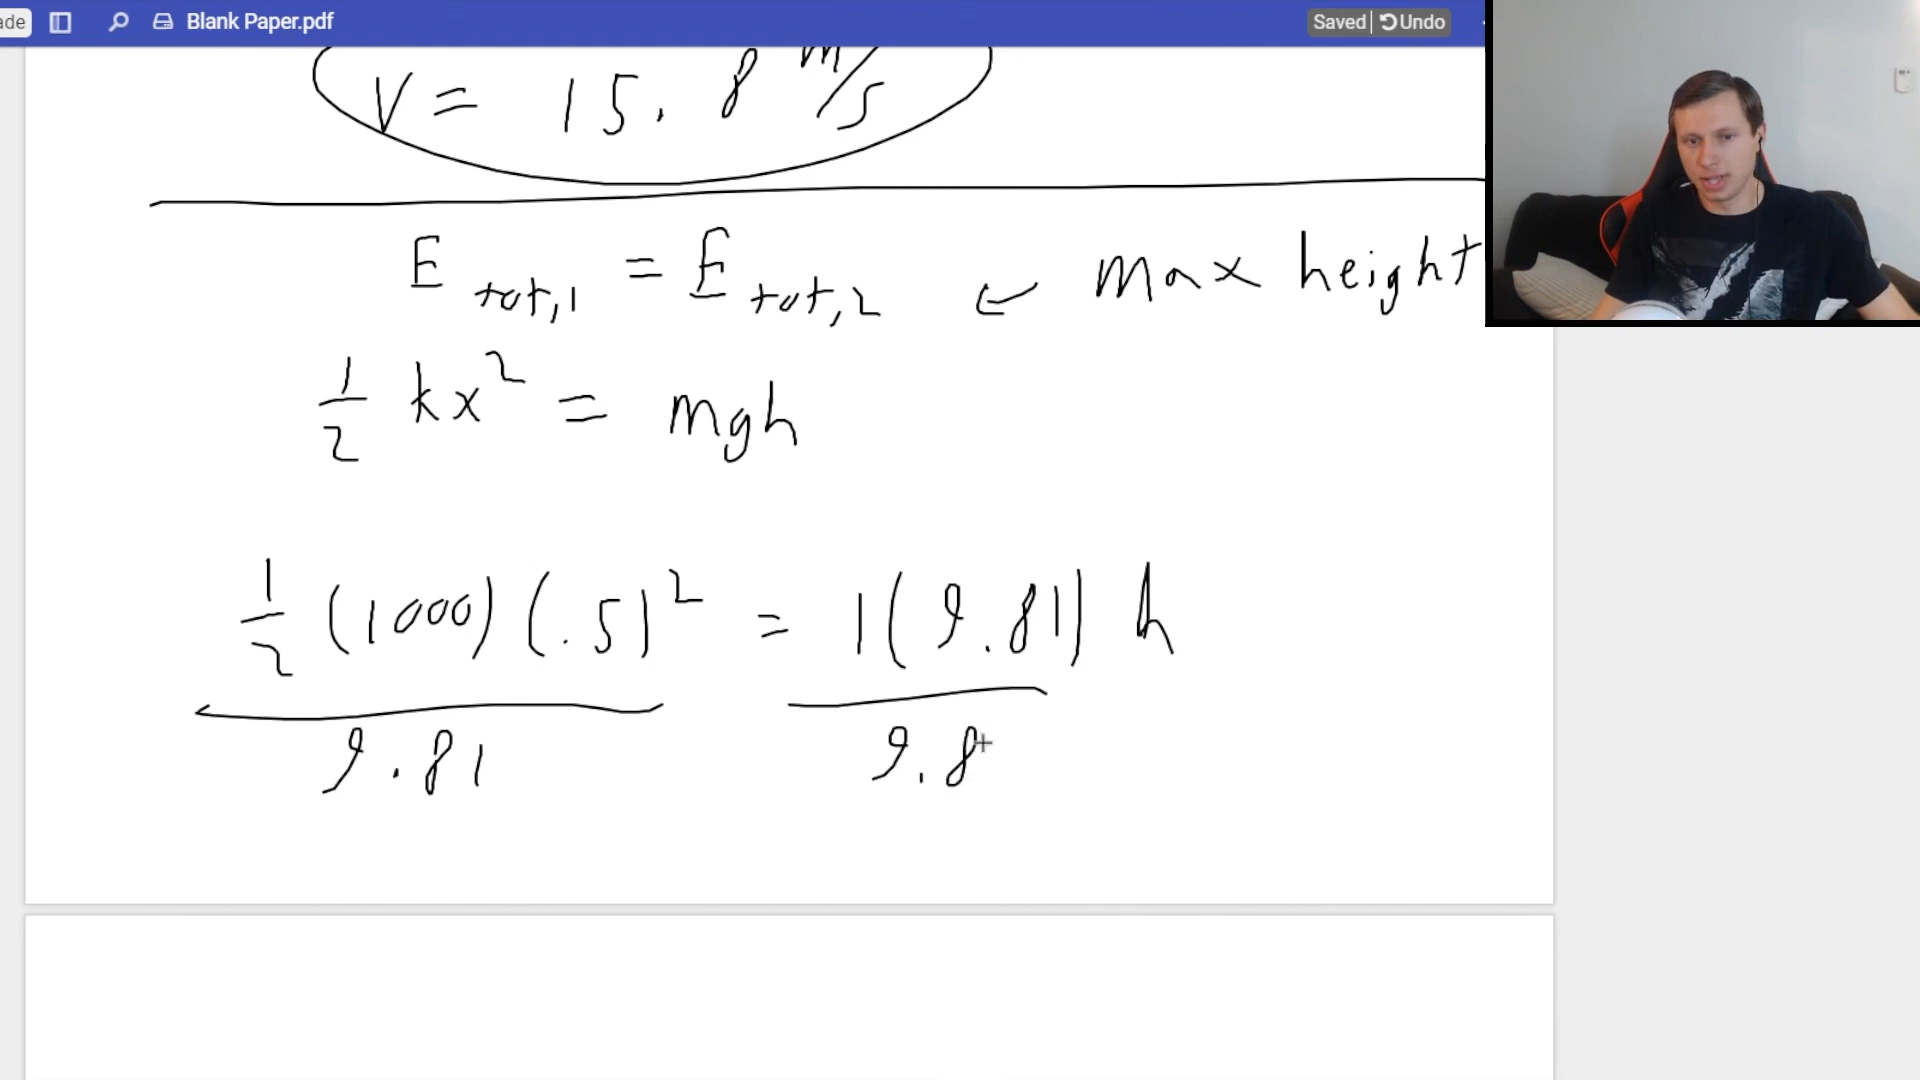 ade Blank Paper.pdf Saved Undo
V = 15.8 m/s
E tot,1 = E tot,2 ← max height
1/2 kx² = mgh
1/2 (1000) (.5)² = 1(9.81) h
9.81 9.8